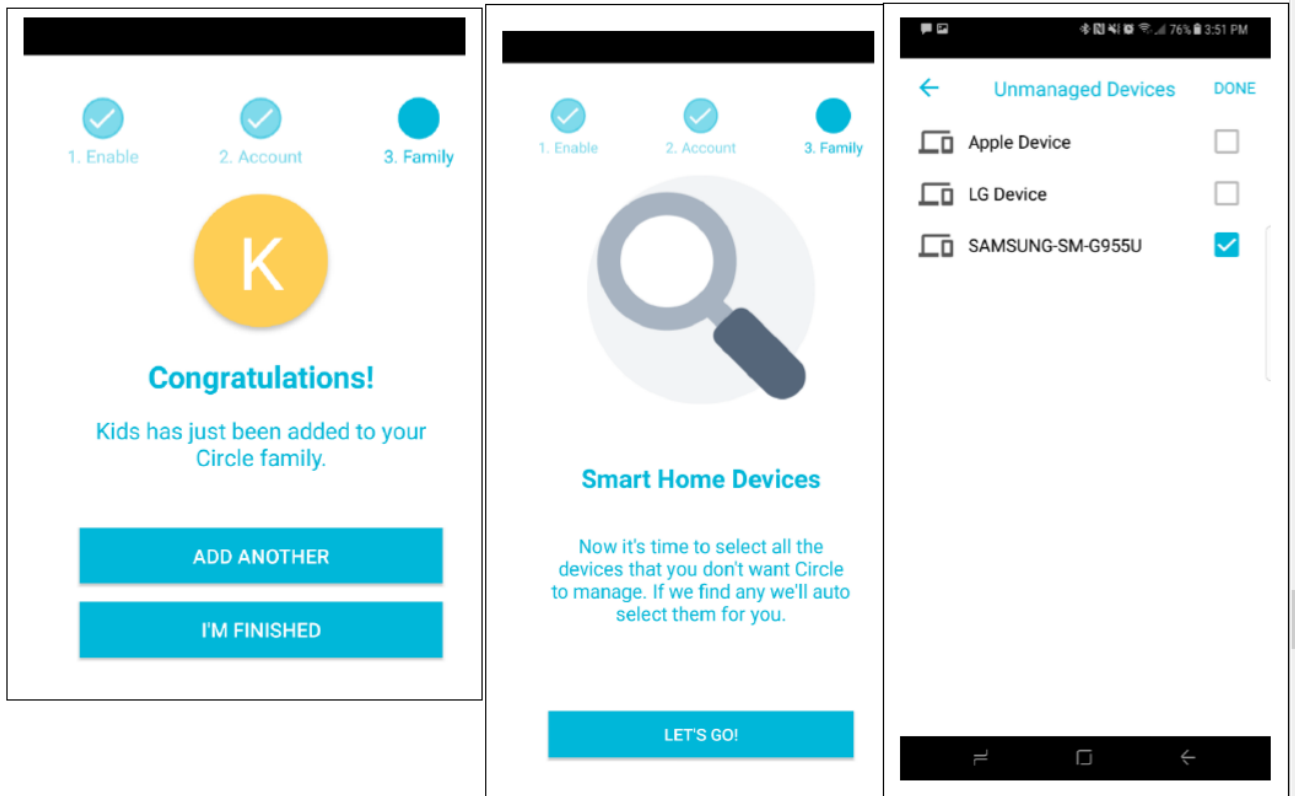 1. Enable
2. Account
3. Family
K
Congratulations!
Kids has just been added to your
Circle family.
ADD ANOTHER
I'M FINISHED
1. Enable
2. Account
3. Family
Smart Home Devices
Now it's time to select all the
devices that you don't want Circle
to manage. If we find any we'll auto
select them for you.
LET'S GO!
76% 3:51 PM
Unmanaged Devices
DONE
Apple Device
LG Device
SAMSUNG-SM-G955U